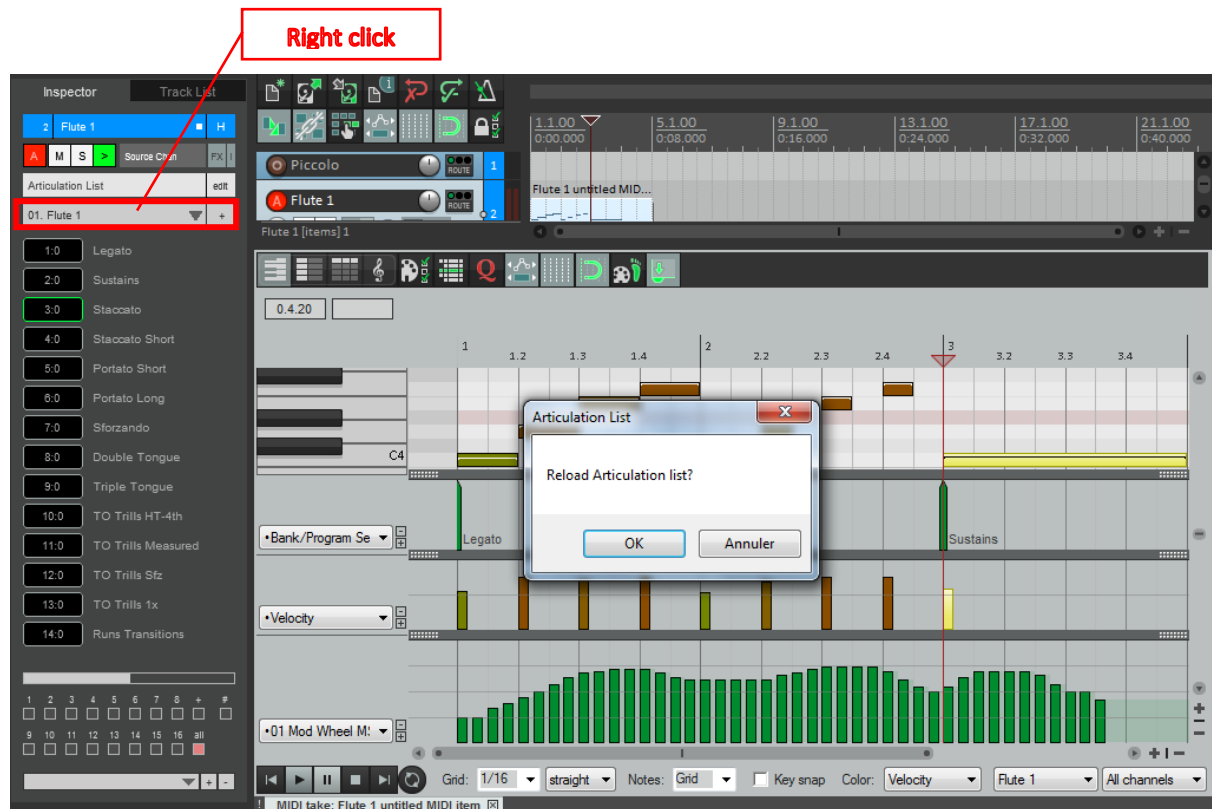 Right click
Inspector
Track List
2 Flute 1 H
A M S > Source Chan FX I
Articulation List edit
01. Flute 1 +
1:0 Legato
2:0 Sustains
3:0 Staccato
4:0 Staccato Short
5:0 Portato Short
6:0 Portato Long
7:0 Sforzando
8:0 Double Tongue
9:0 Triple Tongue
10:0 TO Trills HT-4th
11:0 TO Trills Measured
12:0 TO Trills Sfz
13:0 TO Trills 1x
14:0 Runs Transitions
1 2 3 4 5 6 7 8 + #
9 10 11 12 13 14 15 16 all
+ -
Piccolo ROUTE 1
A Flute 1 ROUTE 2
Flute 1 [items] 1
1.1.00 5.1.00 9.1.00 13.1.00 17.1.00 21.1.00
0:00.000 0:08.000 0:16.000 0:24.000 0:32.000 0:40.000
Flute 1 untitled MID...
Q
0.4.20
1 1.2 1.3 1.4 2 2.2 2.3 2.4 3 3.2 3.3 3.4
C4
Articulation List
Reload Articulation list?
OK Annuler
•Bank/Program Se
Legato
Sustains
•Velocity
•01 Mod Wheel M:
Grid: 1/16 straight Notes: Grid Key snap Color: Velocity Flute 1 All channels
! MIDI take: Flute 1 untitled MIDI item